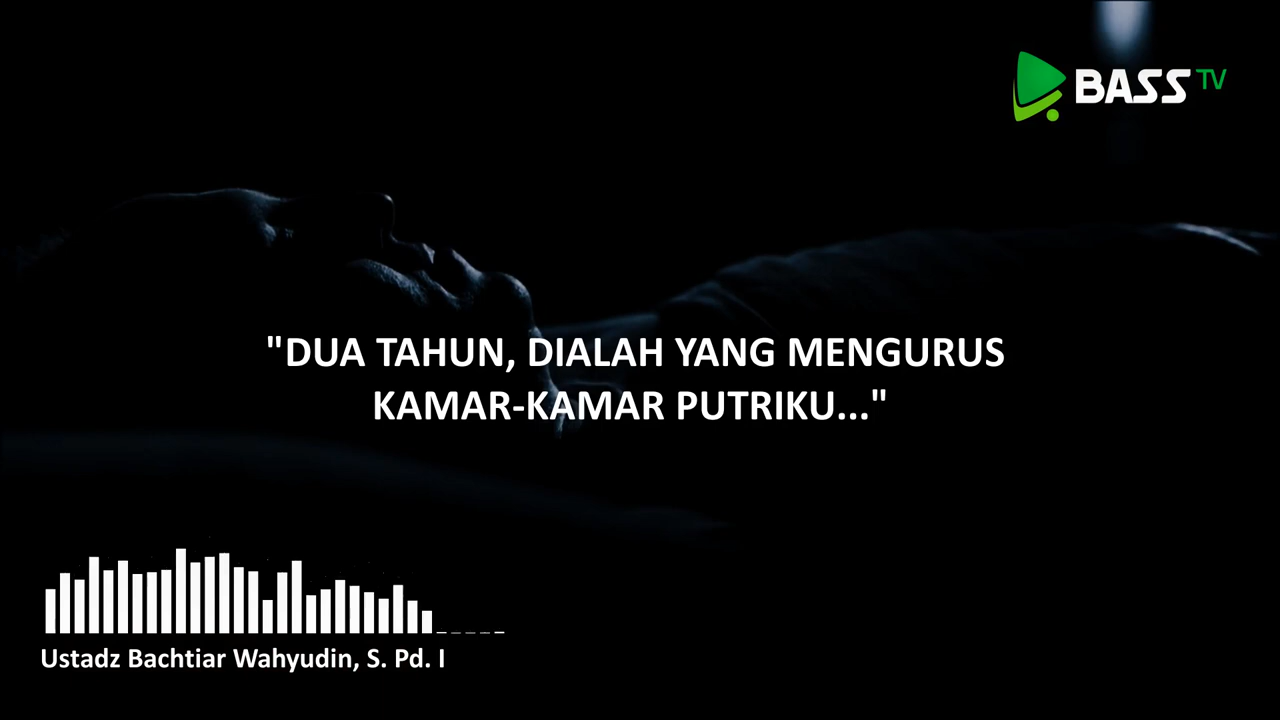 BASS TV
"DUA TAHUN, DIALAH YANG MENGURUS
KAMAR-KAMAR PUTRIKU..."
Ustadz Bachtiar Wahyudin, S. Pd. I